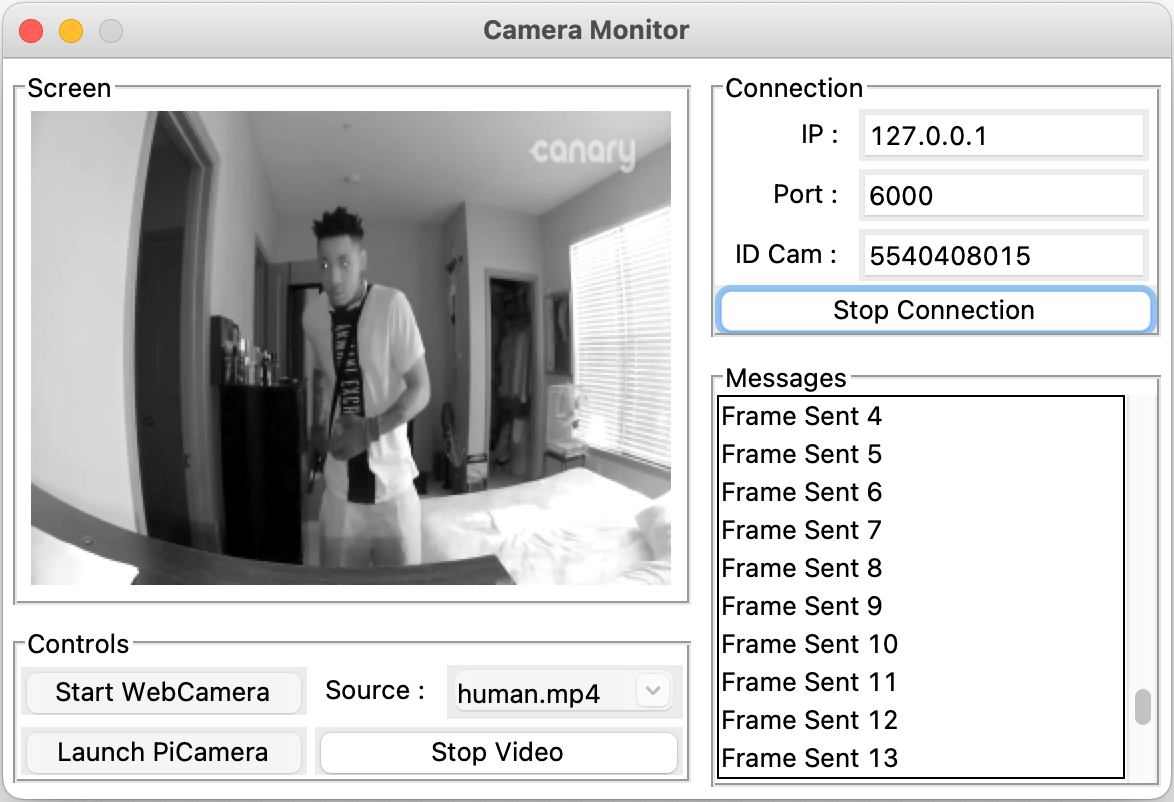 Camera Monitor
Screen
canary
Controls
Start WebCamera
Source :
human.mp4
Launch PiCamera
Stop Video
Connection
IP :
127.0.0.1
Port :
6000
ID Cam :
5540408015
Stop Connection
Messages
Frame Sent 4
Frame Sent 5
Frame Sent 6
Frame Sent 7
Frame Sent 8
Frame Sent 9
Frame Sent 10
Frame Sent 11
Frame Sent 12
Frame Sent 13